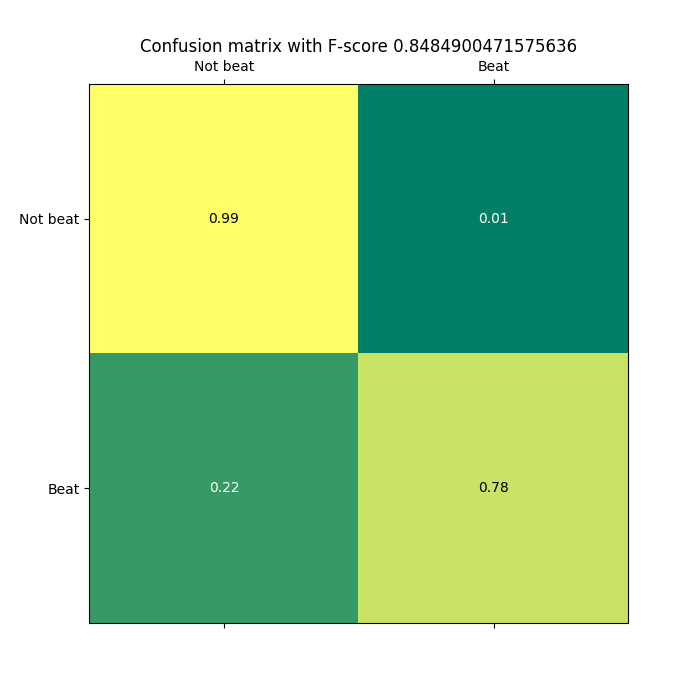 Confusion matrix with F-score 0.8484900471575636
Not beat Beat
Not beat 0.99 0.01
Beat 0.22 0.78